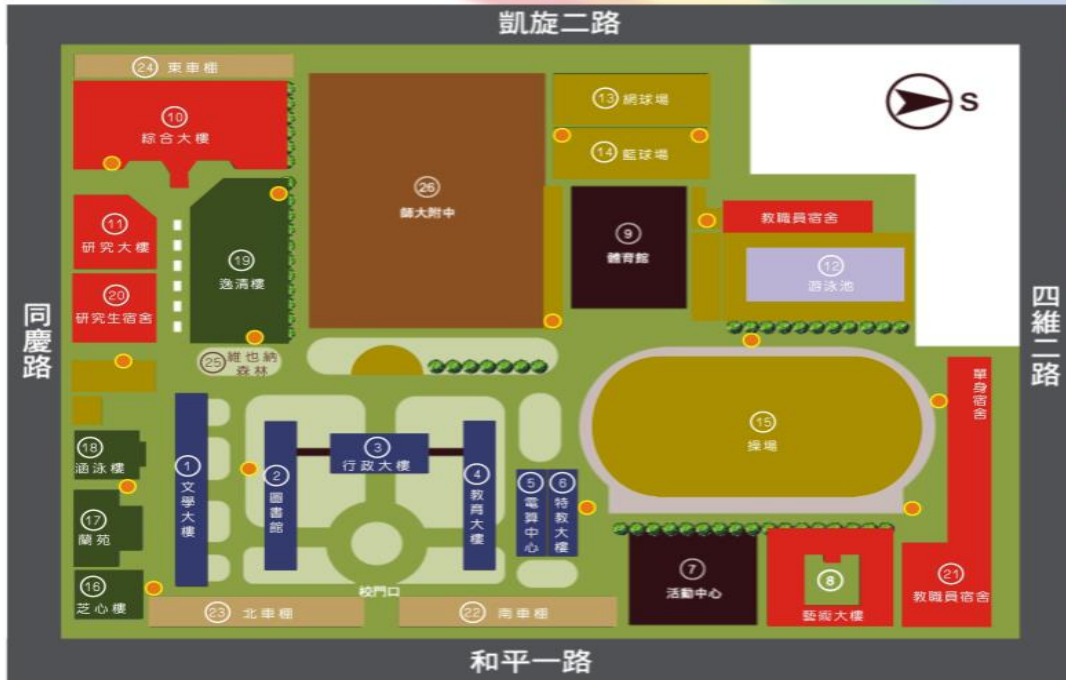 凱旋二路
24 東車棚
10
綜合大樓
13 網球場
14 籃球場
S
26
師大附中
11
研究大樓
19
逸清樓
9
體育館
教職員宿舍
12
游泳池
20
研究生宿舍
同慶路
四維二路
25 維也納
森林
單身宿舍
15
操場
18
涵泳樓
1
文學大樓
2
圖書館
3
行政大樓
4
教育大樓
5
電算中心
6
特教大樓
17
蘭苑
16
芝心樓
校門口
7
活動中心
8
藝術大樓
21
教職員宿舍
23 北車棚
22 南車棚
和平一路